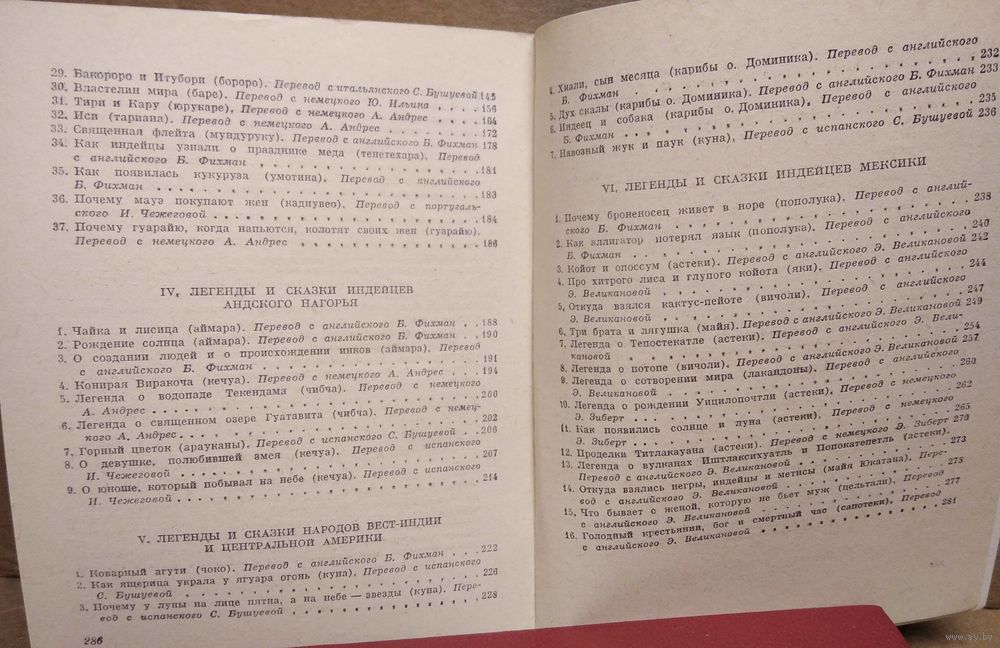 29. Бакороро и Итубори (бороро). Перевод с итальянского С. Бушуевой 145
30. Властелин мира (баре). Перевод с немецкого Ю. Ильина . . . . 156
31. Тири и Кару (юрукаре), Перевод с немецкого А. Андрес . . . . 164
32. Иси (тариана). Перевод с немецкого А. Андрес . . . . . . . 172
33. Священная флейта (мундуруку). Перевод с английского Б. Фихман 178
34. Как индейцы узнали о празднике меда (тенетехара). Перевод
с английского Б. Фихман . . . . . . . . . . . . . . . . 181
35. Как появилась кукуруза (умотина), Перевод с английского
Б. Фихман . . . . . . . . . . . . . . . . . . . . . . 183
36. Почему мауэ покупают жен (кадиувео). Перевод с португаль-
ского И. Чежеговой . . . . . . . . . . . . . . . . . . 184
37. Почему гуарайю, когда напьются, колотят своих жен (гуарайю).
Перевод с немецкого А. Андрес . . . . . . . . . . . . . 186
IV. ЛЕГЕНДЫ И СКАЗКИ ИНДЕЙЦЕВ
АНДСКОГО НАГОРЬЯ
1. Чайка и лисица (аймара). Перевод с английского Б. Фихман . . 188
2. Рождение солнца (аймара). Перевод с английского Б. Фихман . . 190
3. О создании людей и о происхождении инков (аймара). Перевод
с английского Б. Фихман . . . . . . . . . . . . . . . . 191
4. Конирая Виракоча (кечуа). Перевод с немецкого А. Андрес . . . 194
5. Легенда о водопаде Текендама (чибча). Перевод с немецкого
А. Андрес . . . . . . . . . . . . . . . . . . . . . . 200
6. Легенда о священном озере Гуатавита (чибча). Перевод с немец-
кого А. Андрес . . . . . . . . . . . . . . . . . . . . 202
7. Горный цветок (арауканы). Перевод с испанского С. Бушуевой . . 206
8. О девушке, полюбившей змея (кечуа). Перевод с испанского
И. Чежеговой . . . . . . . . . . . . . . . . . . . . . 207
9. О юноше, который побывал на небе (кечуа). Перевод с испанского
И. Чежеговой . . . . . . . . . . . . . . . . . . . . . 214
V. ЛЕГЕНДЫ И СКАЗКИ НАРОДОВ ВЕСТ-ИНДИИ
И ЦЕНТРАЛЬНОЙ АМЕРИКИ
1. Коварный агути (чоко). Перевод с английского Б. Фихман . . . 222
2. Как ящерица украла у ягуара огонь (куна). Перевод с испанского
С. Бушуевой . . . . . . . . . . . . . . . . . . . . . 226
3. Почему у луны на лице пятна, а на небе — звезды (куна). Пере-
вод с испанского С. Бушуевой . . . . . . . . . . . . . . 228
286
4. Хиали, сын месяца (карибы о. Доминика). Перевод с английского
Б. Фихман . . . . . . . . . . . . . . . . . . . . . . 232
5. Дух скалы (карибы о. Доминика). Перевод с английского Б. Фихман 233
6. Индеец и собака (карибы о. Доминика), Перевод с английского
Б. Фихман . . . . . . . . . . . . . . . . . . . . . . 235
7. Навозный жук и паук (куна), Перевод с испанского С. Бушуевой 236
VI. ЛЕГЕНДЫ И СКАЗКИ ИНДЕЙЦЕВ МЕКСИКИ
1. Почему броненосец живет в норе (пополука). Перевод с англий-
ского Б. Фихман . . . . . . . . . . . . . . . . . . . 238
2. Как аллигатор потерял язык (пополука). Перевод с английского
Б. Фихман . . . . . . . . . . . . . . . . . . . . . . 240
3. Койот и опоссум (астеки). Перевод с английского Э. Великановой 242
4. Про хитрого лиса и глупого койота (яки). Перевод с английского
Э. Великановой . . . . . . . . . . . . . . . . . . . . 244
5. Откуда взялся кактус-пейоте (вичоли). Перевод с английского
Э. Великановой . . . . . . . . . . . . . . . . . . . . 247
6. Три брата и лягушка (майя). Перевод с английского Э. Великановой 249
7. Легенда о Тепостекатле (астеки). Перевод с английского Э. Вели-
кановой . . . . . . . . . . . . . . . . . . . . . . . 254
8. Легенда о потопе (вичоли). Перевод с английского Э. Великановой 257
9. Легенда о сотворении мира (лакандоны). Перевод с английского
Э. Великановой . . . . . . . . . . . . . . . . . . . . 260
10. Легенда о рождении Уицилопочтли (астеки), Перевод с немецкого
Э. Зиберт . . . . . . . . . . . . . . . . . . . . . . 262
11. Как появились солнце и луна (астеки). Перевод с немецкого
Э. Зиберт . . . . . . . . . . . . . . . . . . . . . . 265
12. Проделки Титлакауана (астеки). Перевод с немецкого Э. Зиберт 270
13. Легенда о вулканах Иштлаксихуатль и Попокатепетль (астеки).
Перевод с английского Э. Великановой . . . . . . . . . . 273
14. Откуда взялись негры, индейцы и метисы (майя Юкатана). Пере-
вод с английского Э. Великановой . . . . . . . . . . . . 275
15. Что бывает с женой, которую не бьет муж (цельтали). Перевод
с английского Э. Великановой . . . . . . . . . . . . . . 277
16. Голодный крестьянин, бог и смертный час (сапотеки), Перевод
с английского Э. Великановой . . . . . . . . . . . . . . 281
www.ay.by